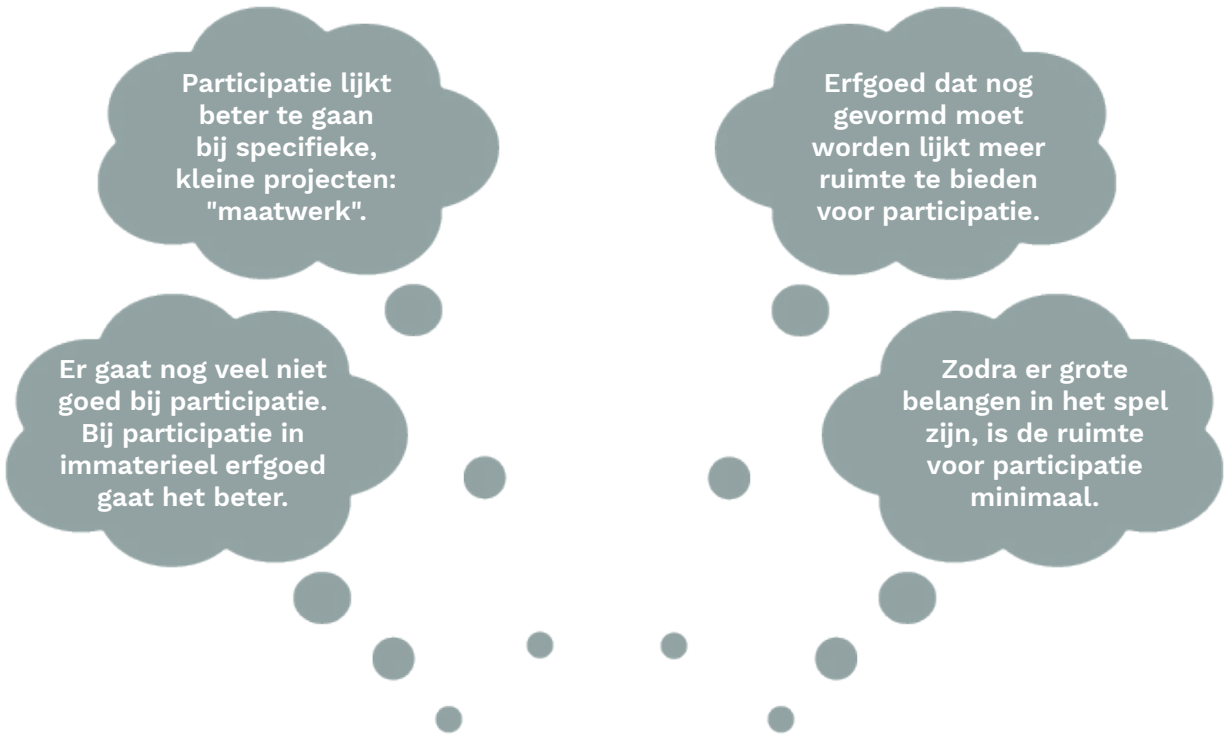 Participatie lijkt
beter te gaan
bij specifieke,
kleine projecten:
"maatwerk".
Erfgoed dat nog
gevormd moet
worden lijkt meer
ruimte te bieden
voor participatie.
Er gaat nog veel niet
goed bij participatie.
Bij participatie in
immaterieel erfgoed
gaat het beter.
Zodra er grote
belangen in het spel
zijn, is de ruimte
voor participatie
minimaal.